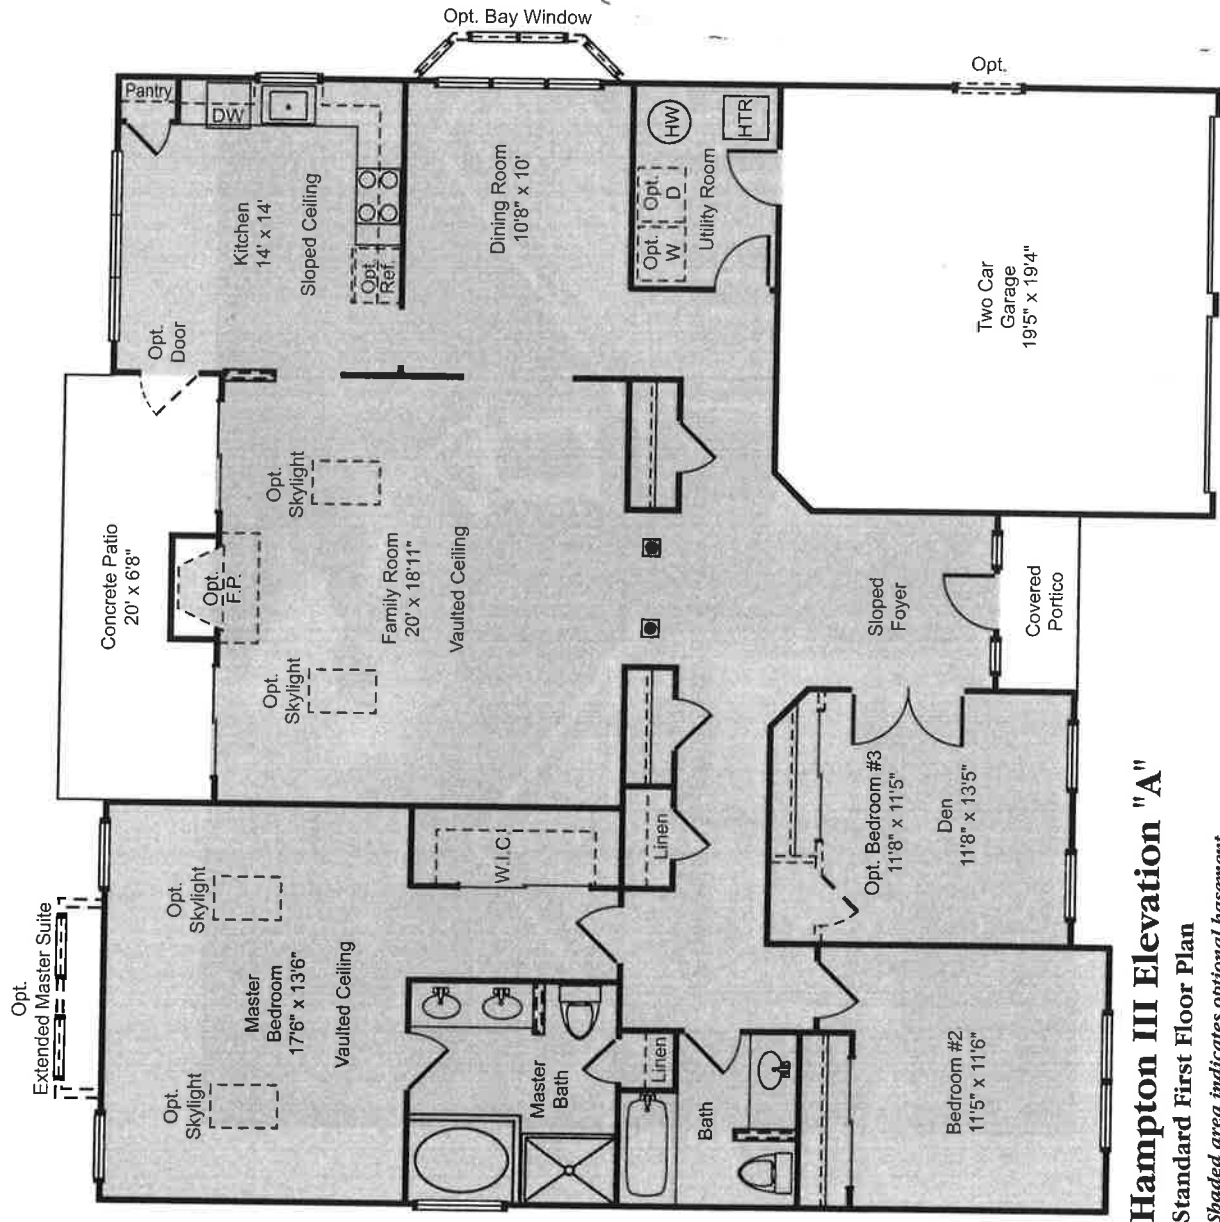 Opt. Bay Window
Opt.
Pantry
DW
Kitchen
14' x 14'
Sloped Ceiling
Opt.
Ref.
Opt.
Door
Dining Room
10'8" x 10'
HW
HTR
Opt.
D
Opt.
W
Utility Room
Two Car
Garage
19'5" x 19'4"
Concrete Patio
20' x 6'8"
Opt.
F.P.
Opt.
Skylight
Opt.
Skylight
Family Room
20' x 18'11"
Vaulted Ceiling
Sloped
Foyer
Covered
Portico
Opt.
Extended Master Suite
Opt.
Skylight
Opt.
Skylight
Master
Bedroom
17'6" x 13'6"
Vaulted Ceiling
W.I.C.
Linen
Master
Bath
Linen
Bath
Opt. Bedroom #3
11'8" x 11'5"
Den
11'8" x 13'5"
Bedroom #2
11'5" x 11'6"
Hampton III Elevation "A"
Standard First Floor Plan
Shaded area indicates optional basement